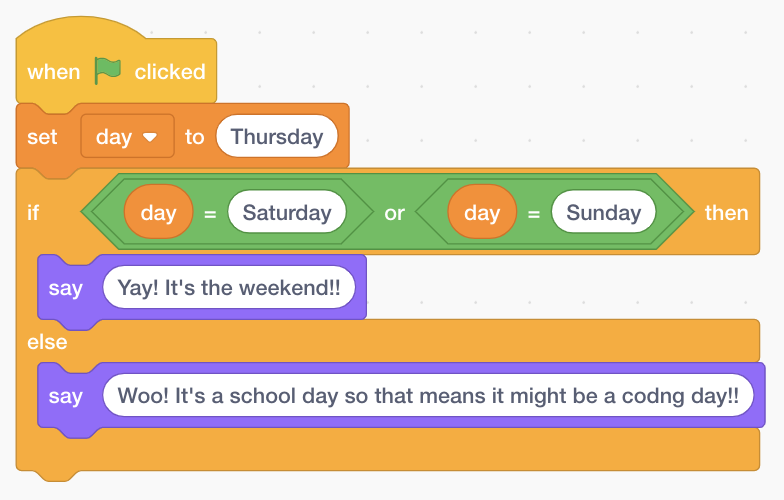 when clicked
set day to Thursday
if day = Saturday or day = Sunday then
say Yay! It's the weekend!!
else
say Woo! It's a school day so that means it might be a codng day!!